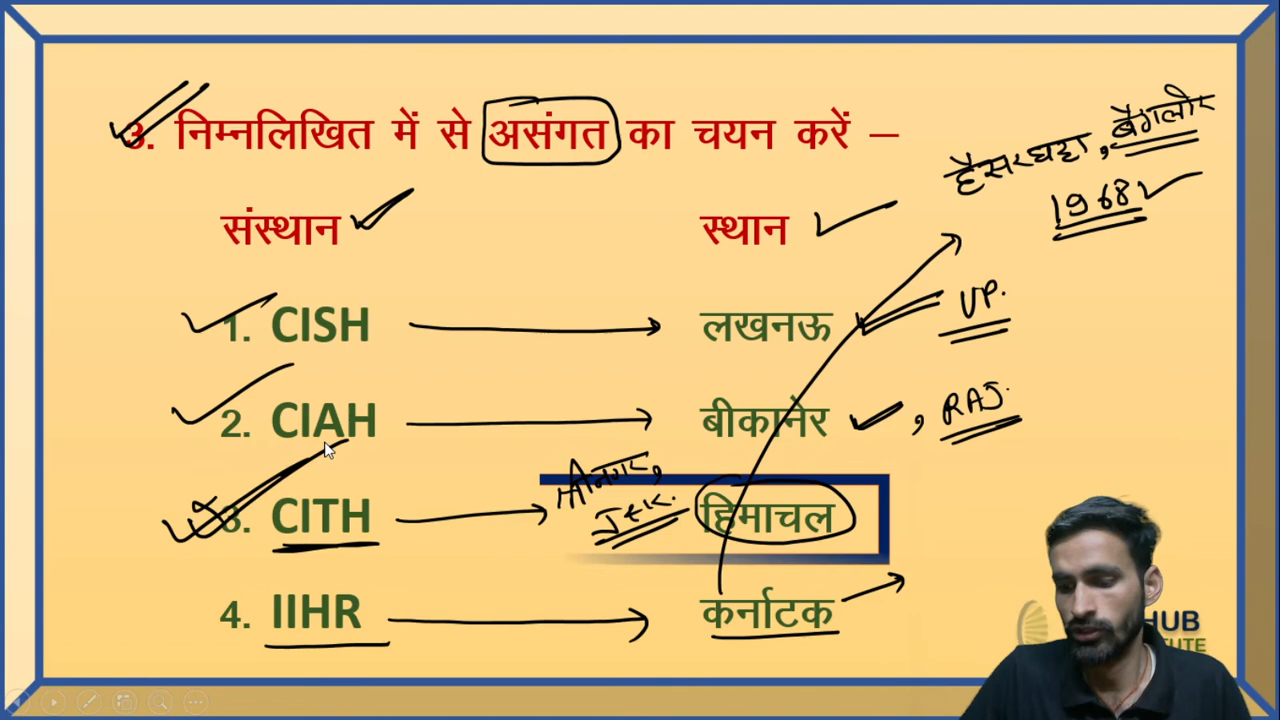 3. निम्नलिखित में से असंगत का चयन करें –
हैसरघट्टा, बैंगलौर
1968
संस्थान स्थान
1. CISH लखनऊ UP.
2. CIAH बीकानेर , RAJ.
3. CITH श्रीनगर, J&K. हिमाचल
4. IIHR कर्नाटक
HUB